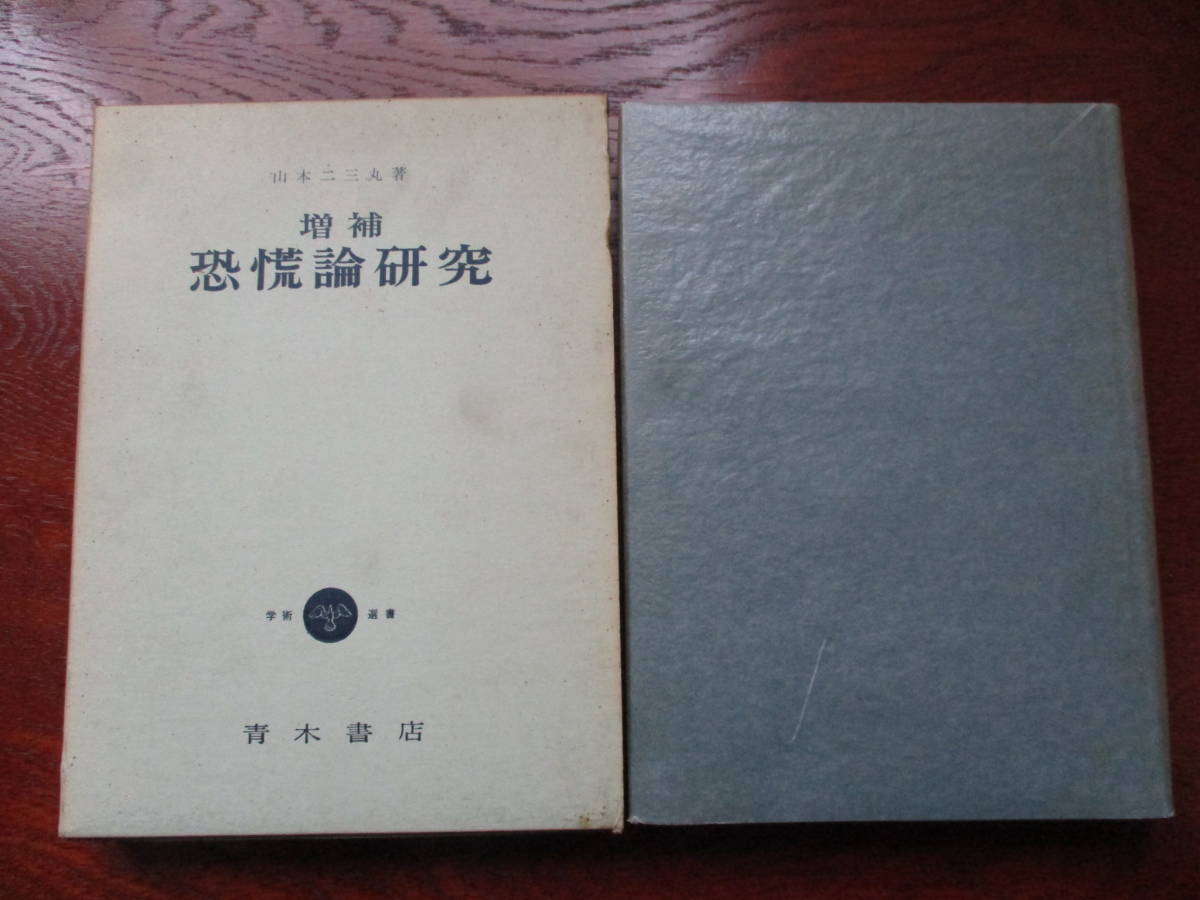 山本二三丸著
増補
恐慌論研究
学術 選書
青木書店